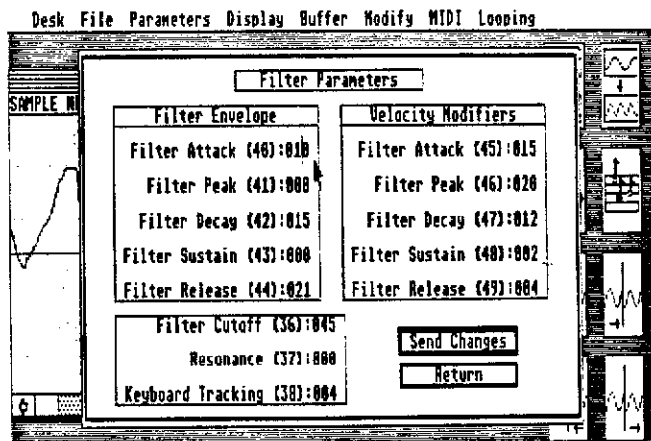 Desk File Parameters Display Buffer Modify MIDI Looping
Filter Parameters
SAMPLE
Filter Envelope
Filter Attack (40):010
Filter Peak (41):000
Filter Decay (42):015
Filter Sustain (43):000
Filter Release (44):021
Velocity Modifiers
Filter Attack (45):015
Filter Peak (46):020
Filter Decay (47):012
Filter Sustain (48):002
Filter Release (49):004
Filter Cutoff (36):045
Resonance (37):000
Keyboard Tracking (38):004
Send Changes
Return